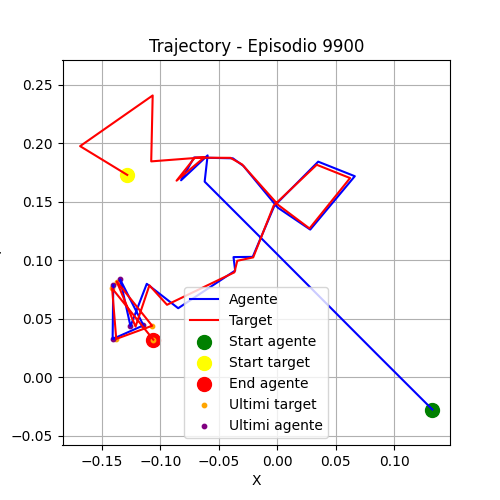 Trajectory - Episodio 9900
0.25
0.20
0.15
0.10
0.05
0.00
−0.05
−0.15
−0.10
−0.05
0.00
0.05
0.10
X
Agente
Target
Start agente
Start target
End agente
Ultimi target
Ultimi agente